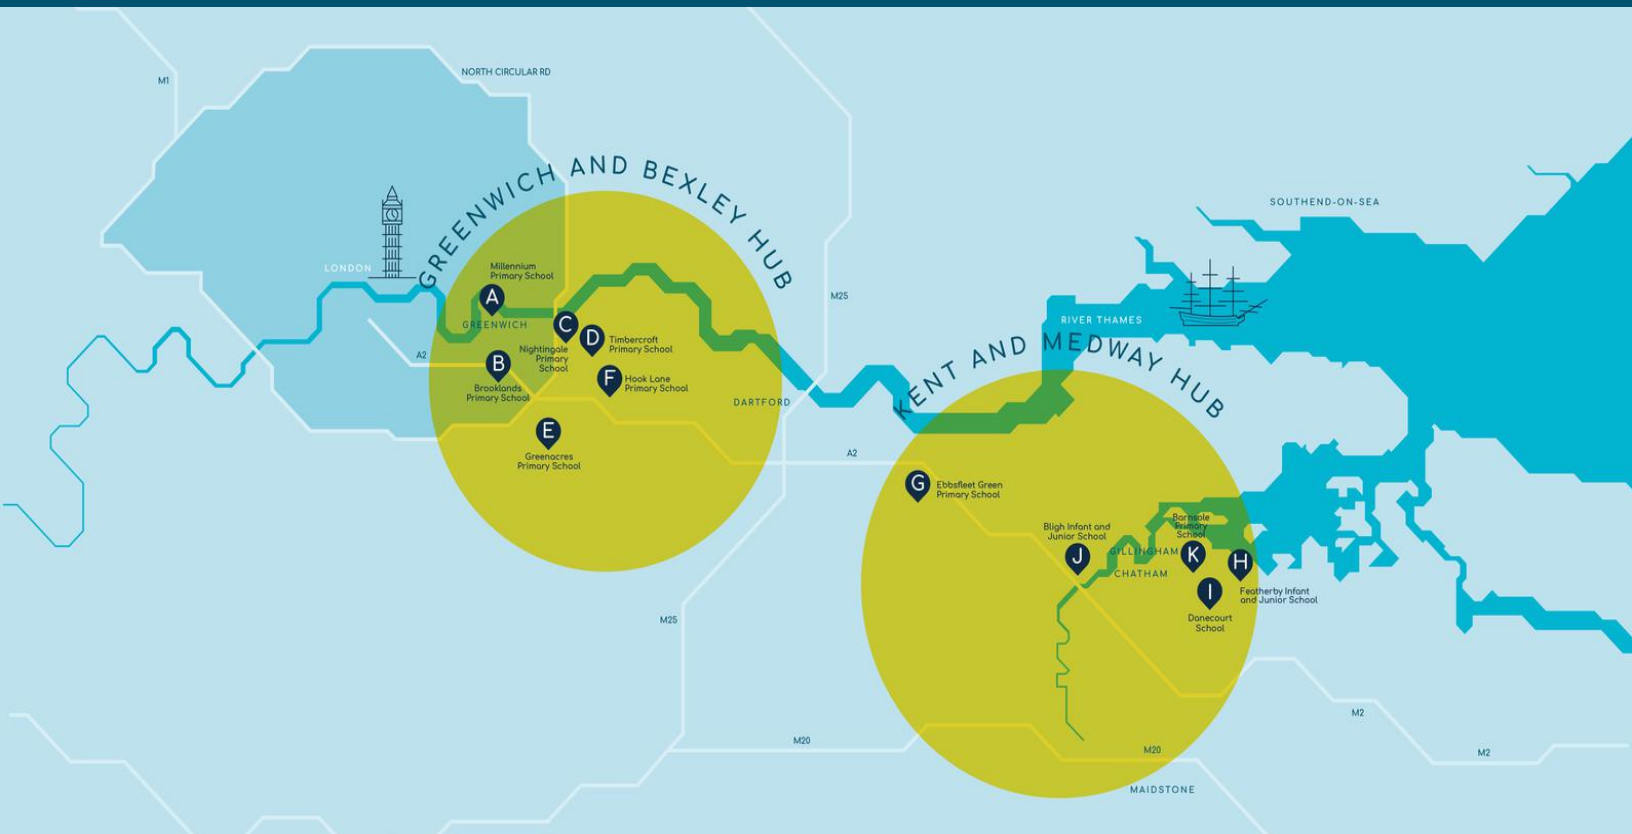 M1
NORTH CIRCULAR RD
GREENWICH AND BEXLEY HUB
SOUTHEND-ON-SEA
LONDON
Millennium
Primary School
A
M25
RIVER THAMES
GREENWICH
C
D
Timbercroft
Primary School
Nightingale
Primary
School
A2
B
Brooklands
Primary School
F
Hook Lane
Primary School
KENT AND MEDWAY HUB
DARTFORD
E
Greenacres
Primary School
A2
G
Ebbsfleet Green
Primary School
Bligh Infant and
Junior School
J
Barnsole
Primary
School
GILLINGHAM
K
H
CHATHAM
Featherby Infant
and Junior School
I
Danecourt
School
M25
M2
M20
M20
M2
MAIDSTONE